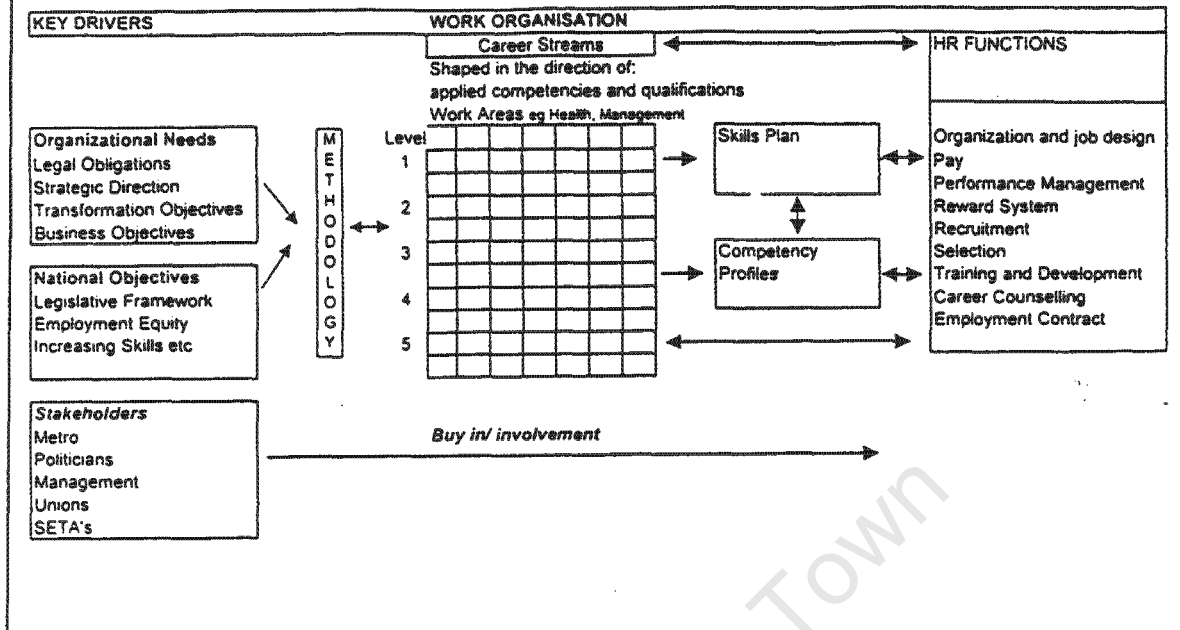 KEY DRIVERS
WORK ORGANISATION
Career Streams
HR FUNCTIONS
Shaped in the direction of:
applied competencies and qualifications
Work Areas eg Health, Management
Organizational Needs
Legal Obligations
Strategic Direction
Transformation Objectives
Business Objectives
National Objectives
Legislative Framework
Employment Equity
Increasing Skills etc
METHODOLOGY
Level
1
2
3
4
5
Skills Plan
Competency
Profiles
Organization and job design
Pay
Performance Management
Reward System
Recruitment
Selection
Training and Development
Career Counselling
Employment Contract
Stakeholders
Metro
Politicians
Management
Unions
SETA's
Buy in/ involvement
Town